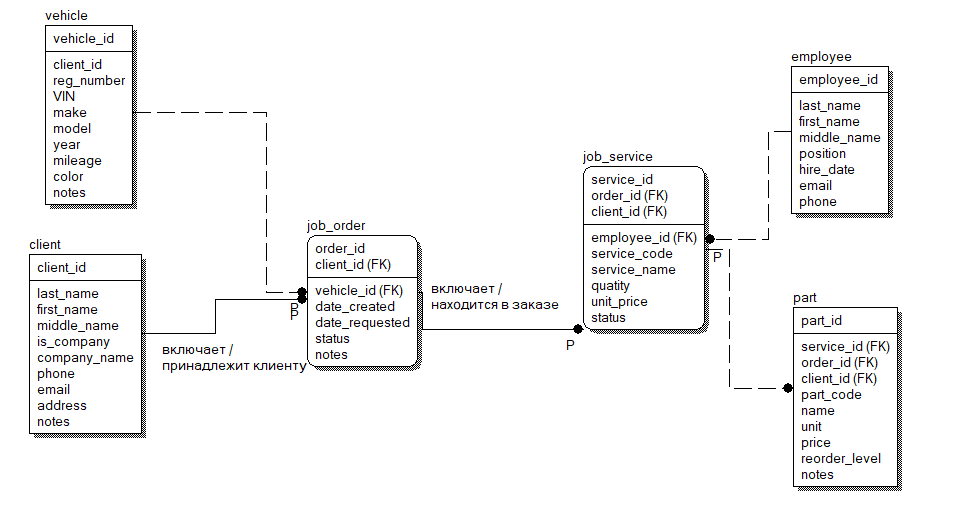 vehicle
vehicle_id
client_id
reg_number
VIN
make
model
year
mileage
color
notes
client
client_id
last_name
first_name
middle_name
is_company
company_name
phone
email
address
notes
включает /
принадлежит клиенту
job_order
order_id
client_id (FK)
vehicle_id (FK)
date_created
date_requested
status
notes
P
P
включает /
находится в заказе
P
job_service
service_id
order_id (FK)
client_id (FK)
employee_id (FK)
service_code
service_name
quatity
unit_price
status
P
employee
employee_id
last_name
first_name
middle_name
position
hire_date
email
phone
part
part_id
service_id (FK)
order_id (FK)
client_id (FK)
part_code
name
unit
price
reorder_level
notes